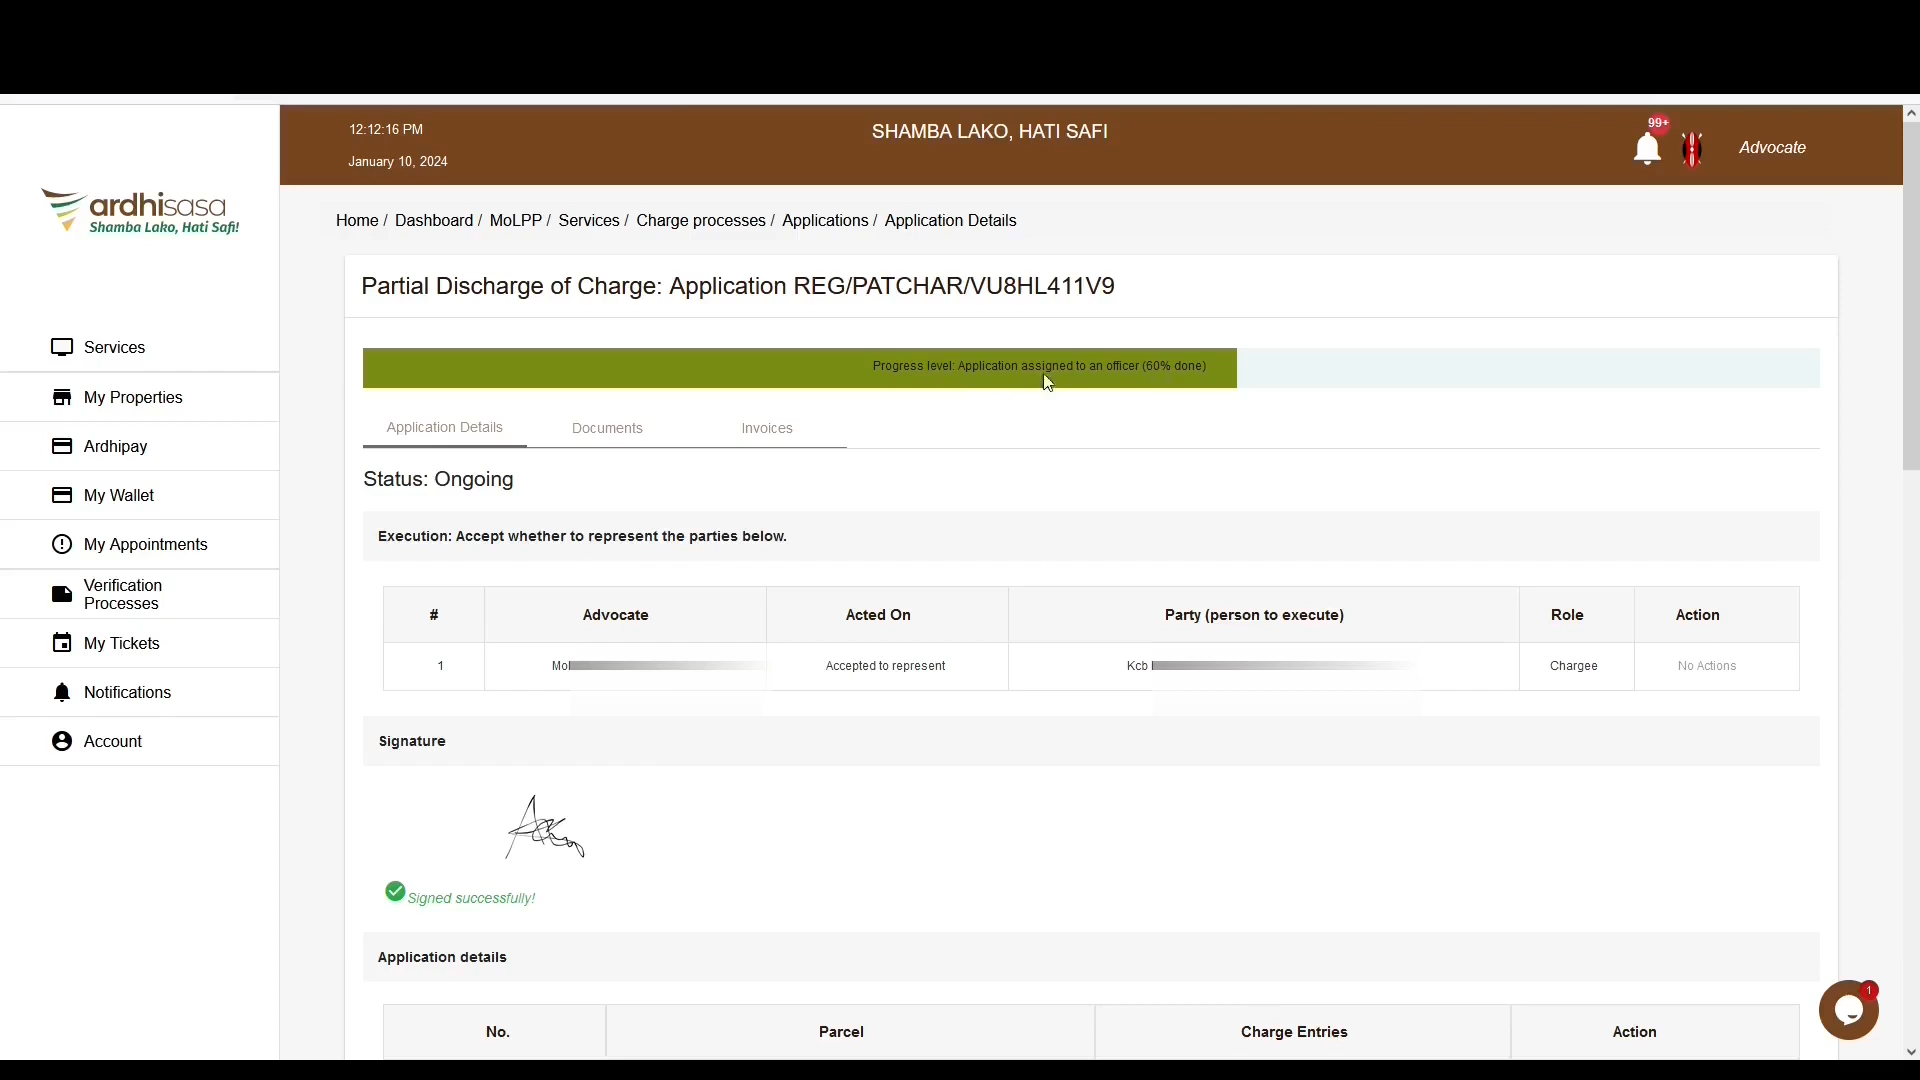 12:12:16 PM
January 10, 2024
SHAMBA LAKO, HATI SAFI
99+
Advocate
ardhisasa
Shamba Lako, Hati Safi!
Services
My Properties
Ardhipay
My Wallet
My Appointments
Verification
Processes
My Tickets
Notifications
Account
Home / Dashboard / MoLPP / Services / Charge processes / Applications / Application Details
Partial Discharge of Charge: Application REG/PATCHAR/VU8HL411V9
Progress level: Application assigned to an officer (60% done)
Application Details Documents Invoices
Status: Ongoing
Execution: Accept whether to represent the parties below.
# Advocate Acted On Party (person to execute) Role Action
1 Accepted to represent Kcb Chargee No Actions
Signature
Signed successfully!
Application details
No. Parcel Charge Entries Action
1